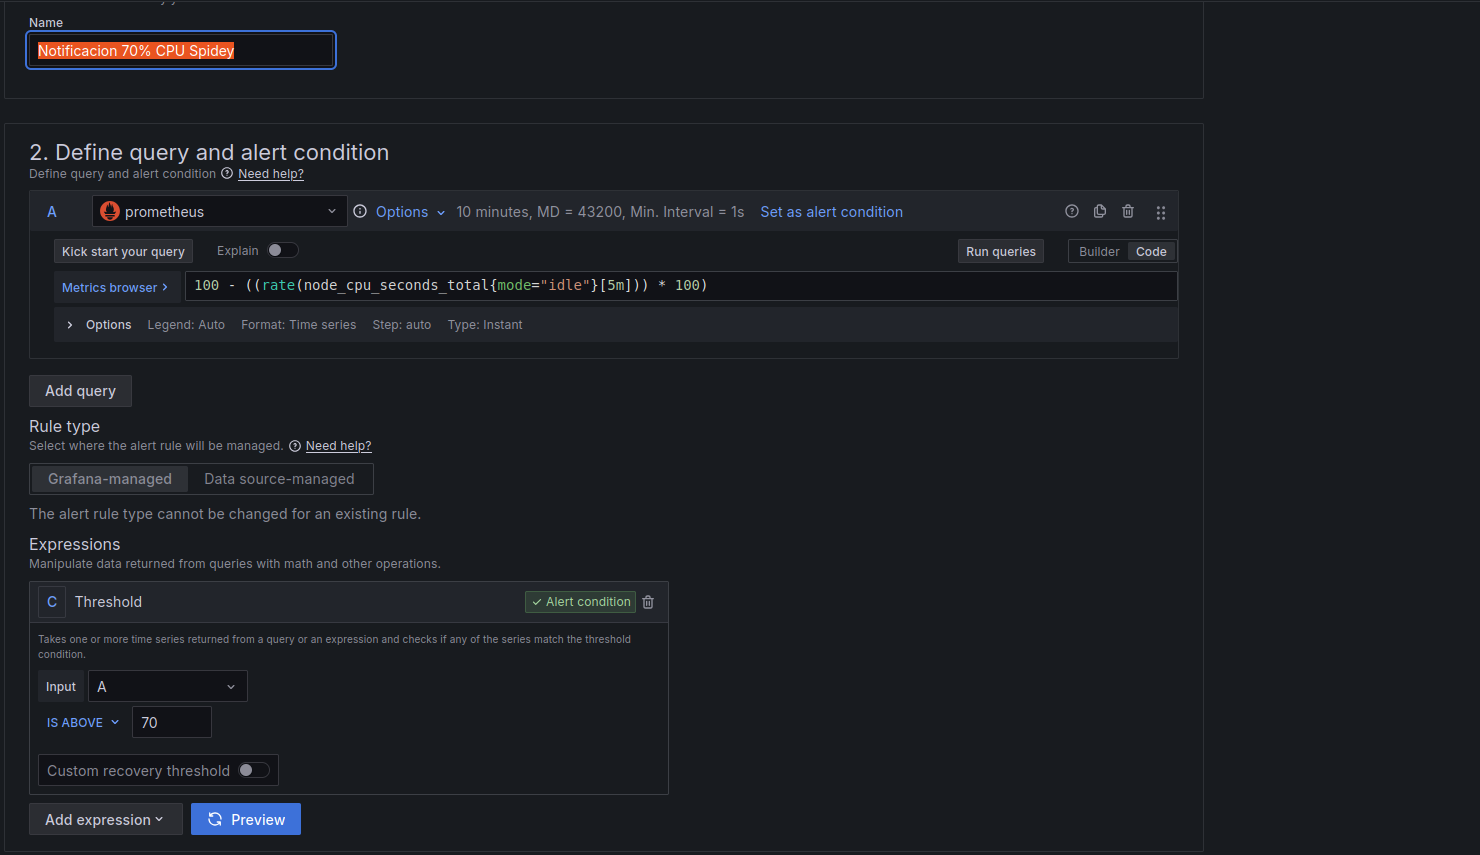 Name
Notificacion 70% CPU Spidey
2. Define query and alert condition
Define query and alert condition Need help?
A prometheus Options 10 minutes, MD = 43200, Min. Interval = 1s Set as alert condition
Kick start your query Explain Run queries Builder Code
Metrics browser > 100 - ((rate(node_cpu_seconds_total{mode="idle"}[5m])) * 100)
> Options Legend: Auto Format: Time series Step: auto Type: Instant
Add query
Rule type
Select where the alert rule will be managed. Need help?
Grafana-managed Data source-managed
The alert rule type cannot be changed for an existing rule.
Expressions
Manipulate data returned from queries with math and other operations.
C Threshold Alert condition
Takes one or more time series returned from a query or an expression and checks if any of the series match the threshold
condition.
Input A
IS ABOVE 70
Custom recovery threshold
Add expression Preview